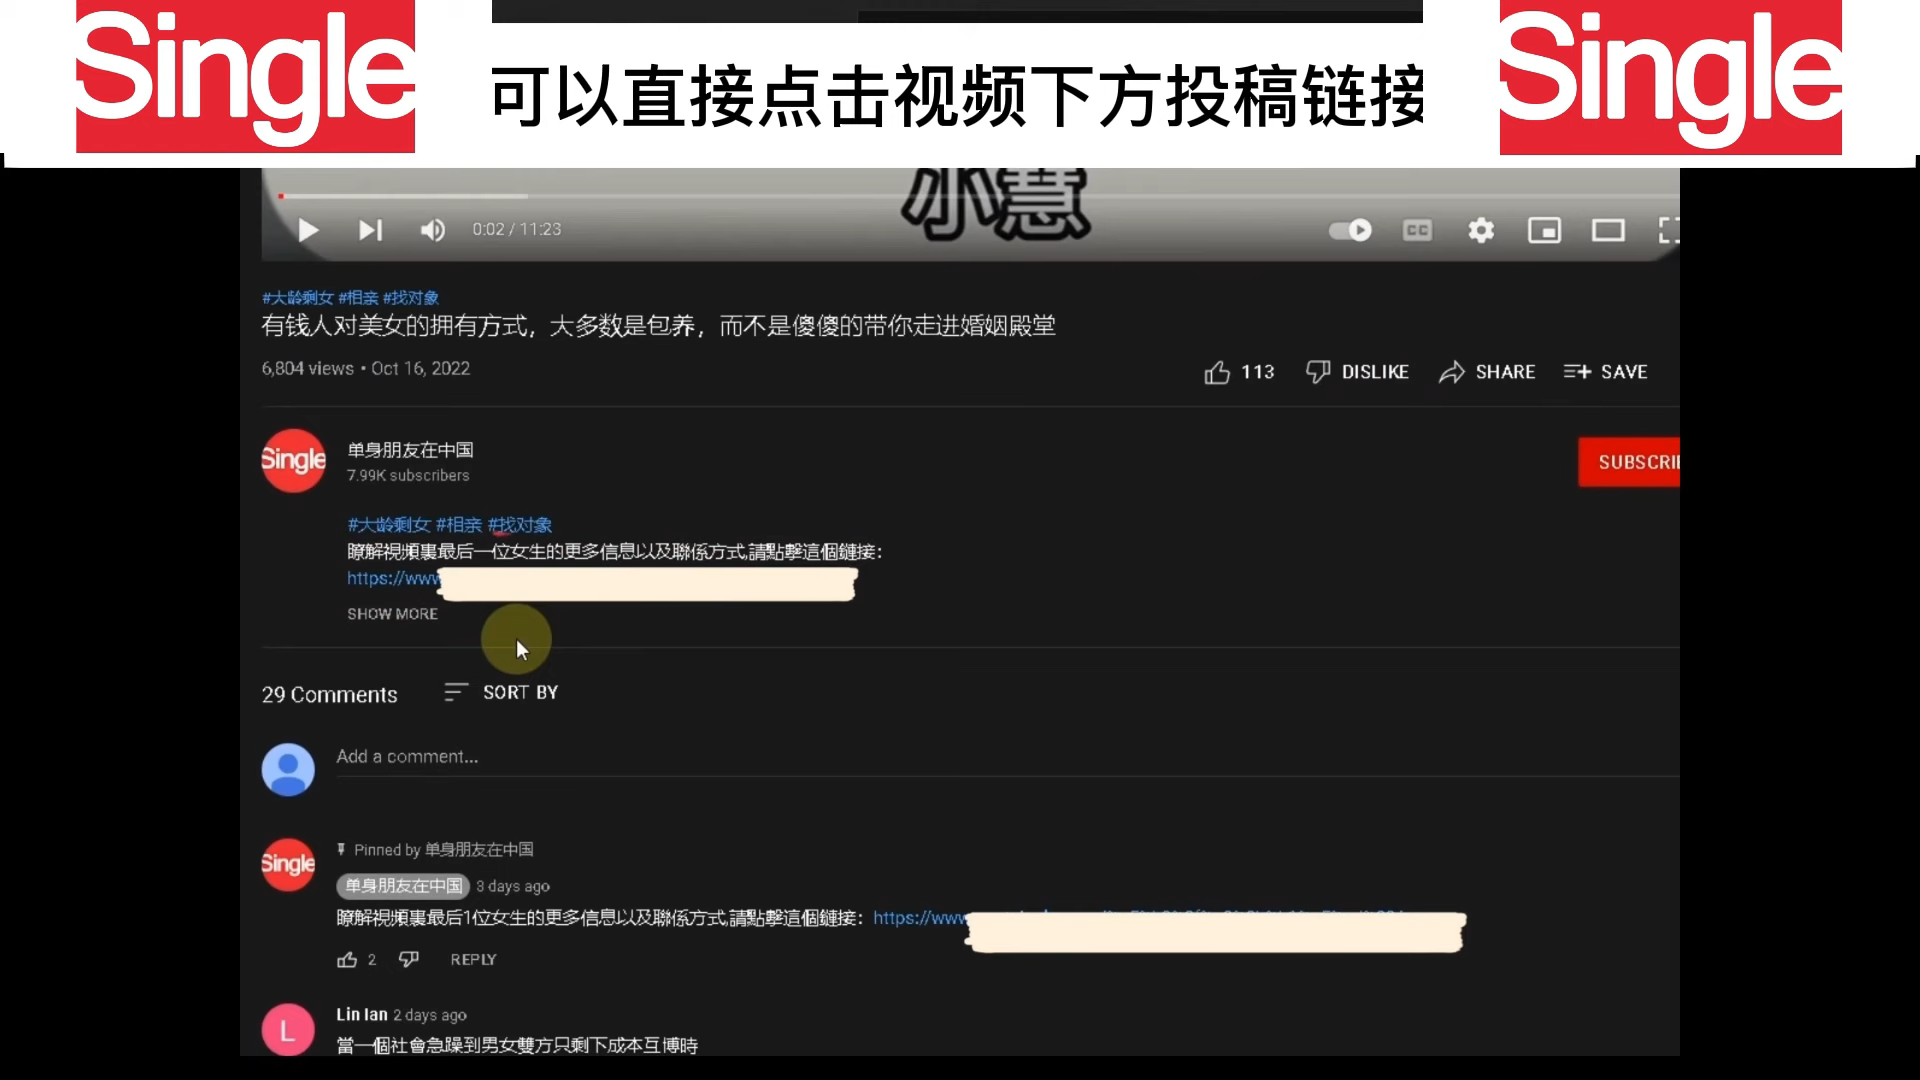 Single
可以直接点击视频下方投稿链接
Single
小慧
0:02 / 11:23
CC
#大龄剩女 #相亲 #找对象
有钱人对美女的拥有方式，大多数是包养，而不是傻傻的带你走进婚姻殿堂
6,804 views • Oct 16, 2022
113 DISLIKE SHARE SAVE
Single
单身朋友在中国
7.99K subscribers
SUBSCRI
#大龄剩女 #相亲 #找对象
瞭解視頻裏最后一位女生的更多信息以及聯係方式,請點擊這個鏈接：
https://www
SHOW MORE
29 Comments
SORT BY
Add a comment...
Single
Pinned by 单身朋友在中国
单身朋友在中国 3 days ago
瞭解視頻裏最后1位女生的更多信息以及聯係方式,請點擊這個鏈接： https://www
2 REPLY
L
Lin Ian 2 days ago
當一個社會急躁到男女雙方只剩下成本互博時